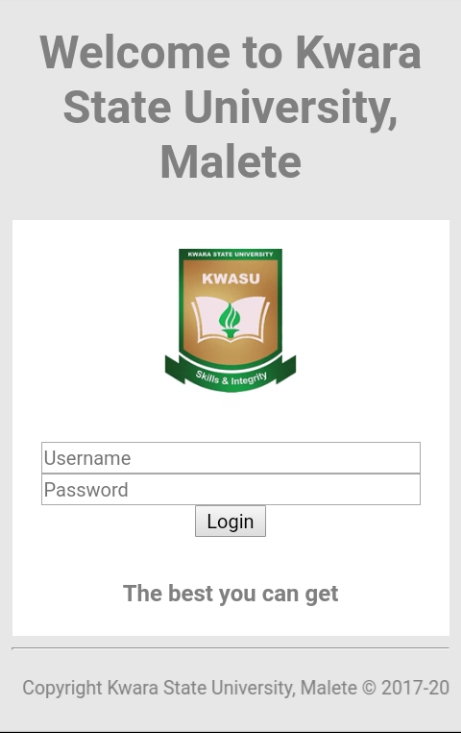 Welcome to Kwara
State University,
Malete
KWARA STATE UNIVERSITY
KWASU
Skills & Integrity
Username
Password
Login
The best you can get
Copyright Kwara State University, Malete © 2017-20